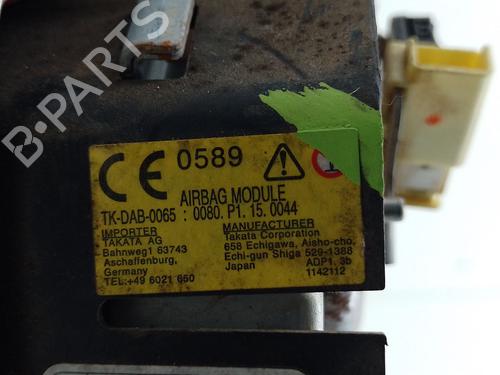 B-PARTS
CE 0589
AIRBAG MODULE
TK-DAB-0065 : 0080. P1. 15. 0044
IMPORTER
TAKATA AG
Bahnweg1 63743
Aschaffenburg,
Germany
TEL:+49 6021 650
MANUFACTURER
Takata Corporation
658 Echigawa, Aisho-cho,
Echi-gun Shiga 529-1388
Japan
ADP1. 3b
1142112